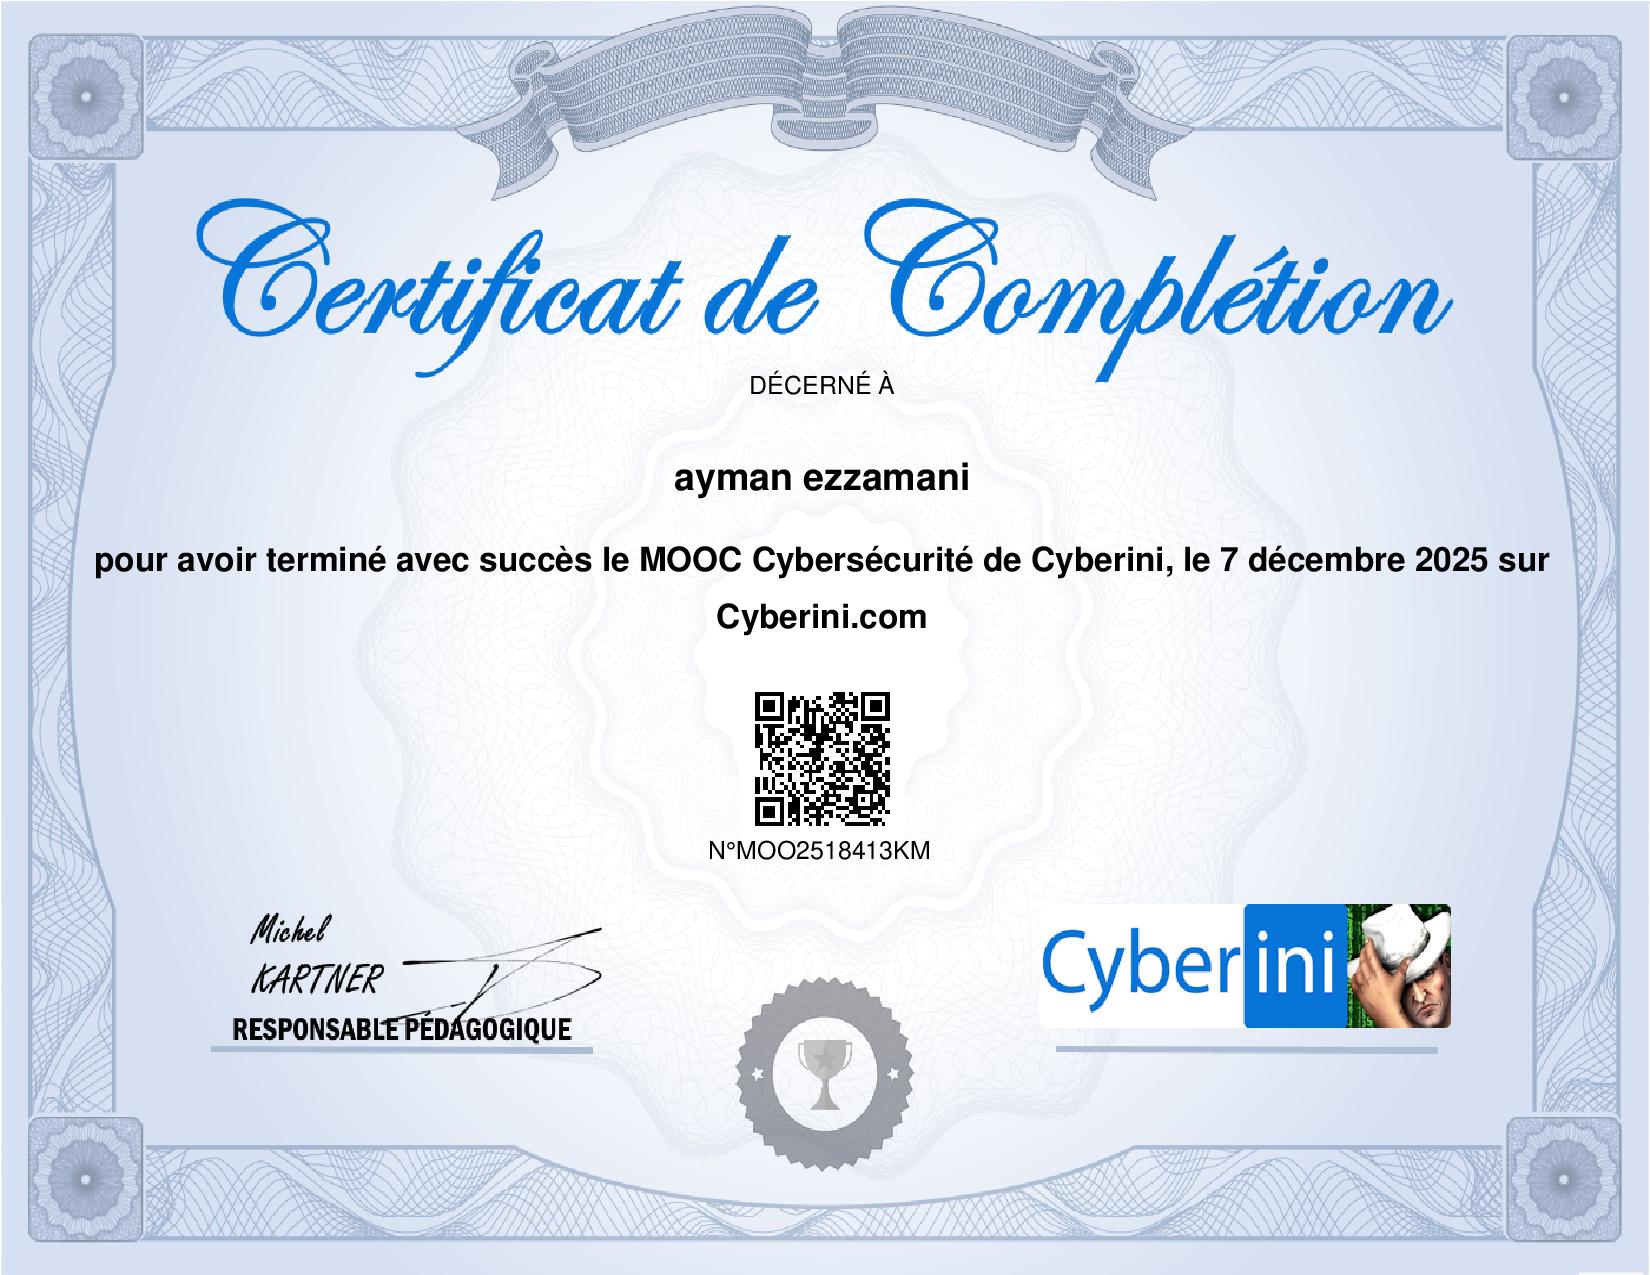 Certificat de Complétion
DÉCERNÉ À
ayman ezzamani
pour avoir terminé avec succès le MOOC Cybersécurité de Cyberini, le 7 décembre 2025 sur
Cyberini.com
N°MOO2518413KM
Michel
KARTNER
RESPONSABLE PÉDAGOGIQUE
Cyberini